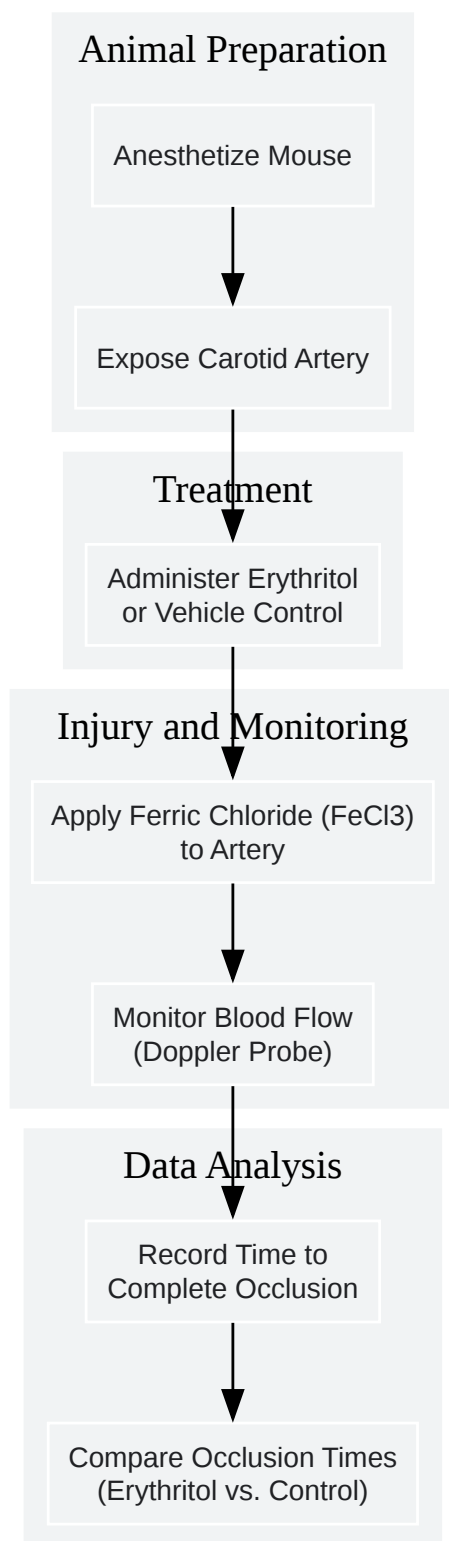 Animal Preparation
Anesthetize Mouse
Expose Carotid Artery
Treatment
Administer Erythritol
or Vehicle Control
Injury and Monitoring
Apply Ferric Chloride (FeCl3)
to Artery
Monitor Blood Flow
(Doppler Probe)
Data Analysis
Record Time to
Complete Occlusion
Compare Occlusion Times
(Erythritol vs. Control)